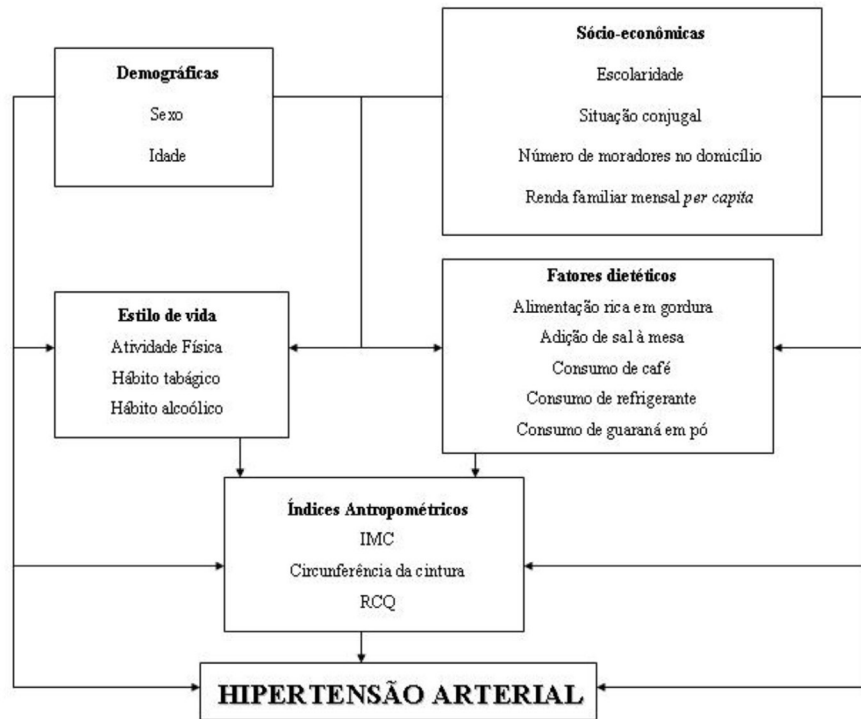 Demográficas
Sexo
Idade
Sócio-econômicas
Escolaridade
Situação conjugal
Número de moradores no domicílio
Renda familiar mensal per capita
Estilo de vida
Atividade Física
Hábito tabágico
Hábito alcoólico
Fatores dietéticos
Alimentação rica em gordura
Adição de sal à mesa
Consumo de café
Consumo de refrigerante
Consumo de guaraná em pó
Índices Antropométricos
IMC
Circunferência da cintura
RCQ
HIPERTENSÃO ARTERIAL